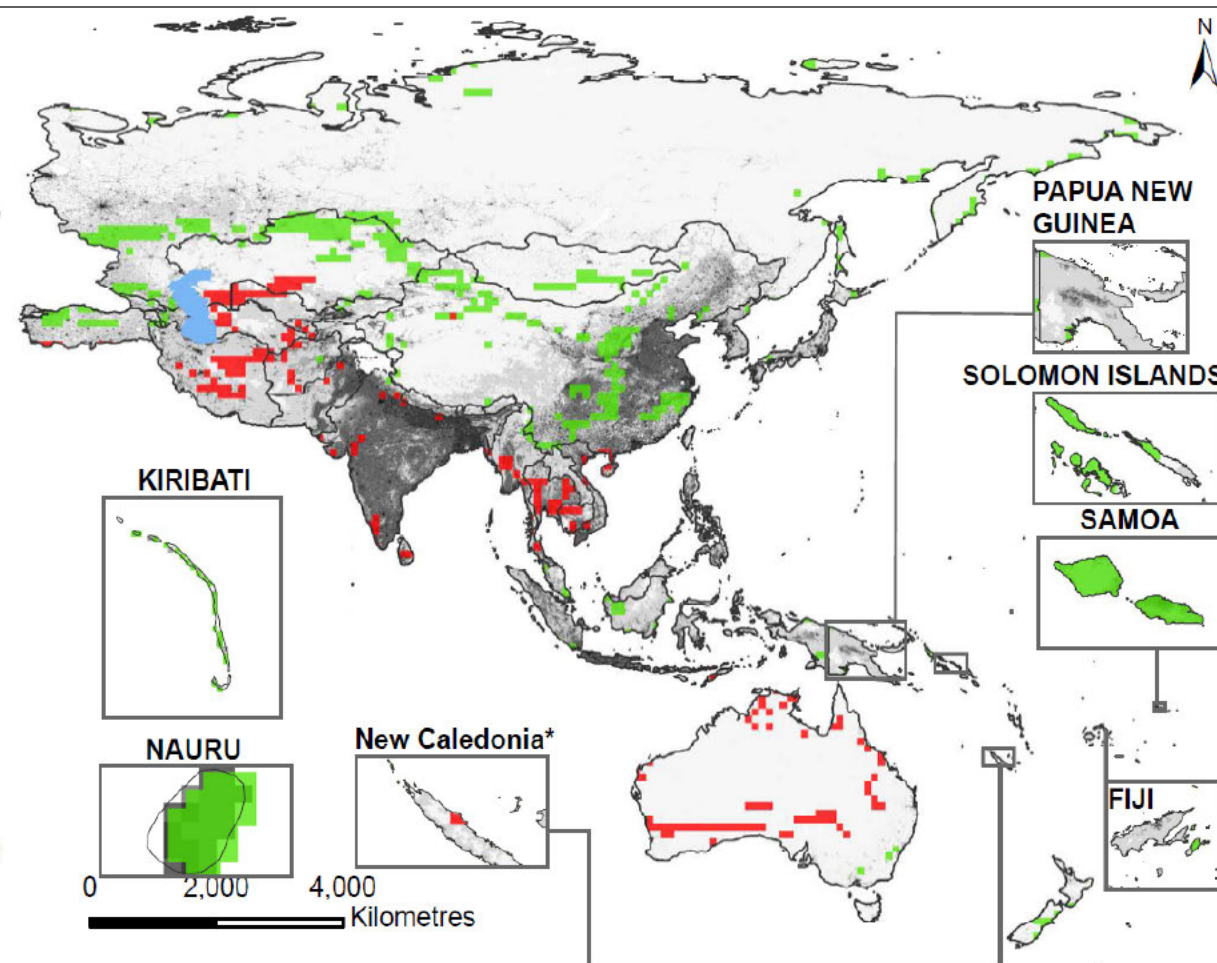 N
PAPUA NEW
GUINEA
SOLOMON ISLANDS
KIRIBATI
SAMOA
New Caledonia*
NAURU
FIJI
0 2,000 4,000
Kilometres